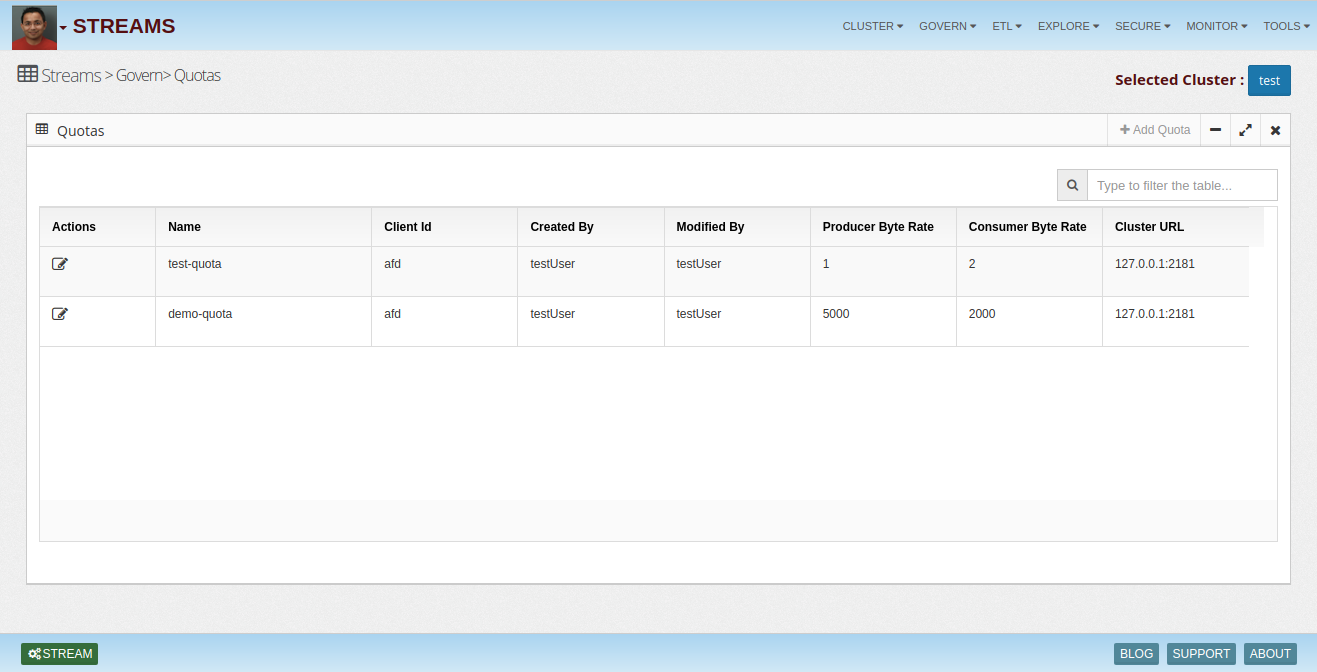 STREAMS CLUSTER GOVERN ETL EXPLORE SECURE MONITOR TOOLS
Streams > Govern> Quotas
Selected Cluster : test
Quotas Add Quota
Type to filter the table...
Actions Name Client Id Created By Modified By Producer Byte Rate Consumer Byte Rate Cluster URL
test-quota afd testUser testUser 1 2 127.0.0.1:2181
demo-quota afd testUser testUser 5000 2000 127.0.0.1:2181
STREAM BLOG SUPPORT ABOUT